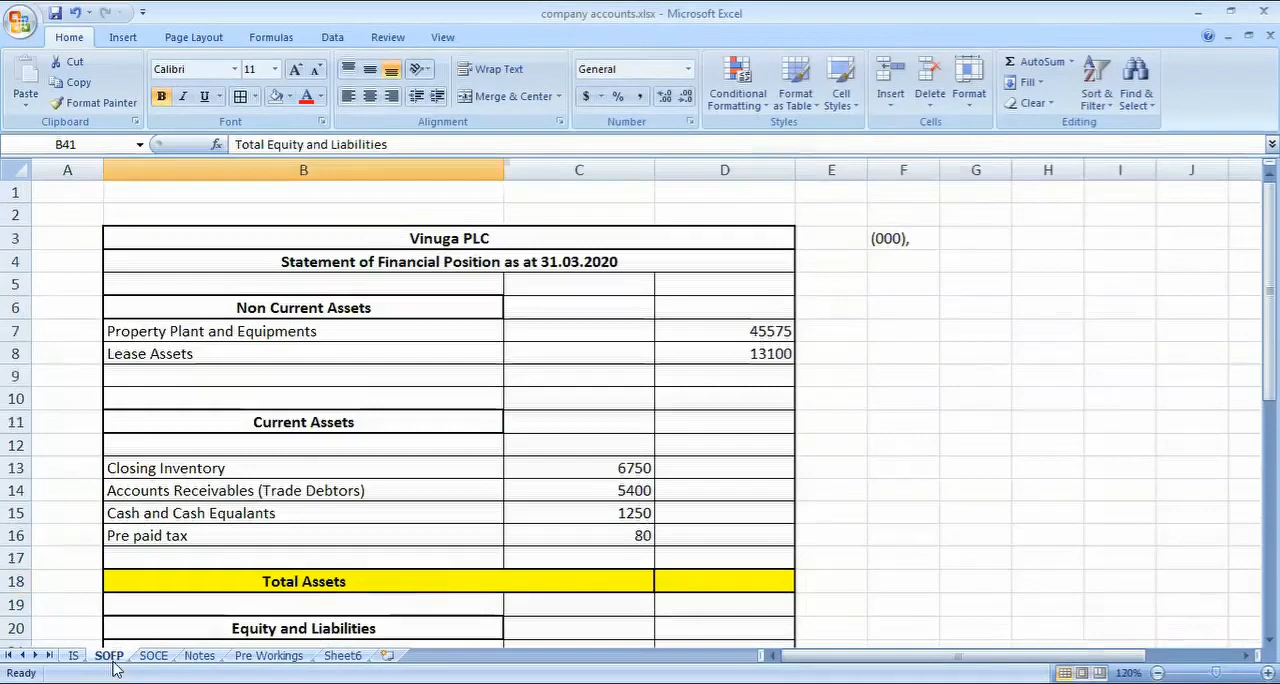 company accounts.xlsx - Microsoft Excel
Home Insert Page Layout Formulas Data Review View
Paste Cut Copy Format Painter Clipboard
Calibri 11 A A B I U A Font
Wrap Text Merge & Center Alignment
General $ % , .0 .00 .00 .0 Number
Conditional Formatting Format as Table Cell Styles Styles
Insert Delete Format Cells
Σ AutoSum Fill Clear Sort & Filter Find & Select Editing
B41 fx Total Equity and Liabilities
A B C D E F G H I J
1
2
3 Vinuga PLC (000),
4 Statement of Financial Position as at 31.03.2020
5
6 Non Current Assets
7 Property Plant and Equipments 45575
8 Lease Assets 13100
9
10
11 Current Assets
12
13 Closing Inventory 6750
14 Accounts Receivables (Trade Debtors) 5400
15 Cash and Cash Equalants 1250
16 Pre paid tax 80
17
18 Total Assets
19
20 Equity and Liabilities
IS SOFP SOCE Notes Pre Workings Sheet6
Ready 120%